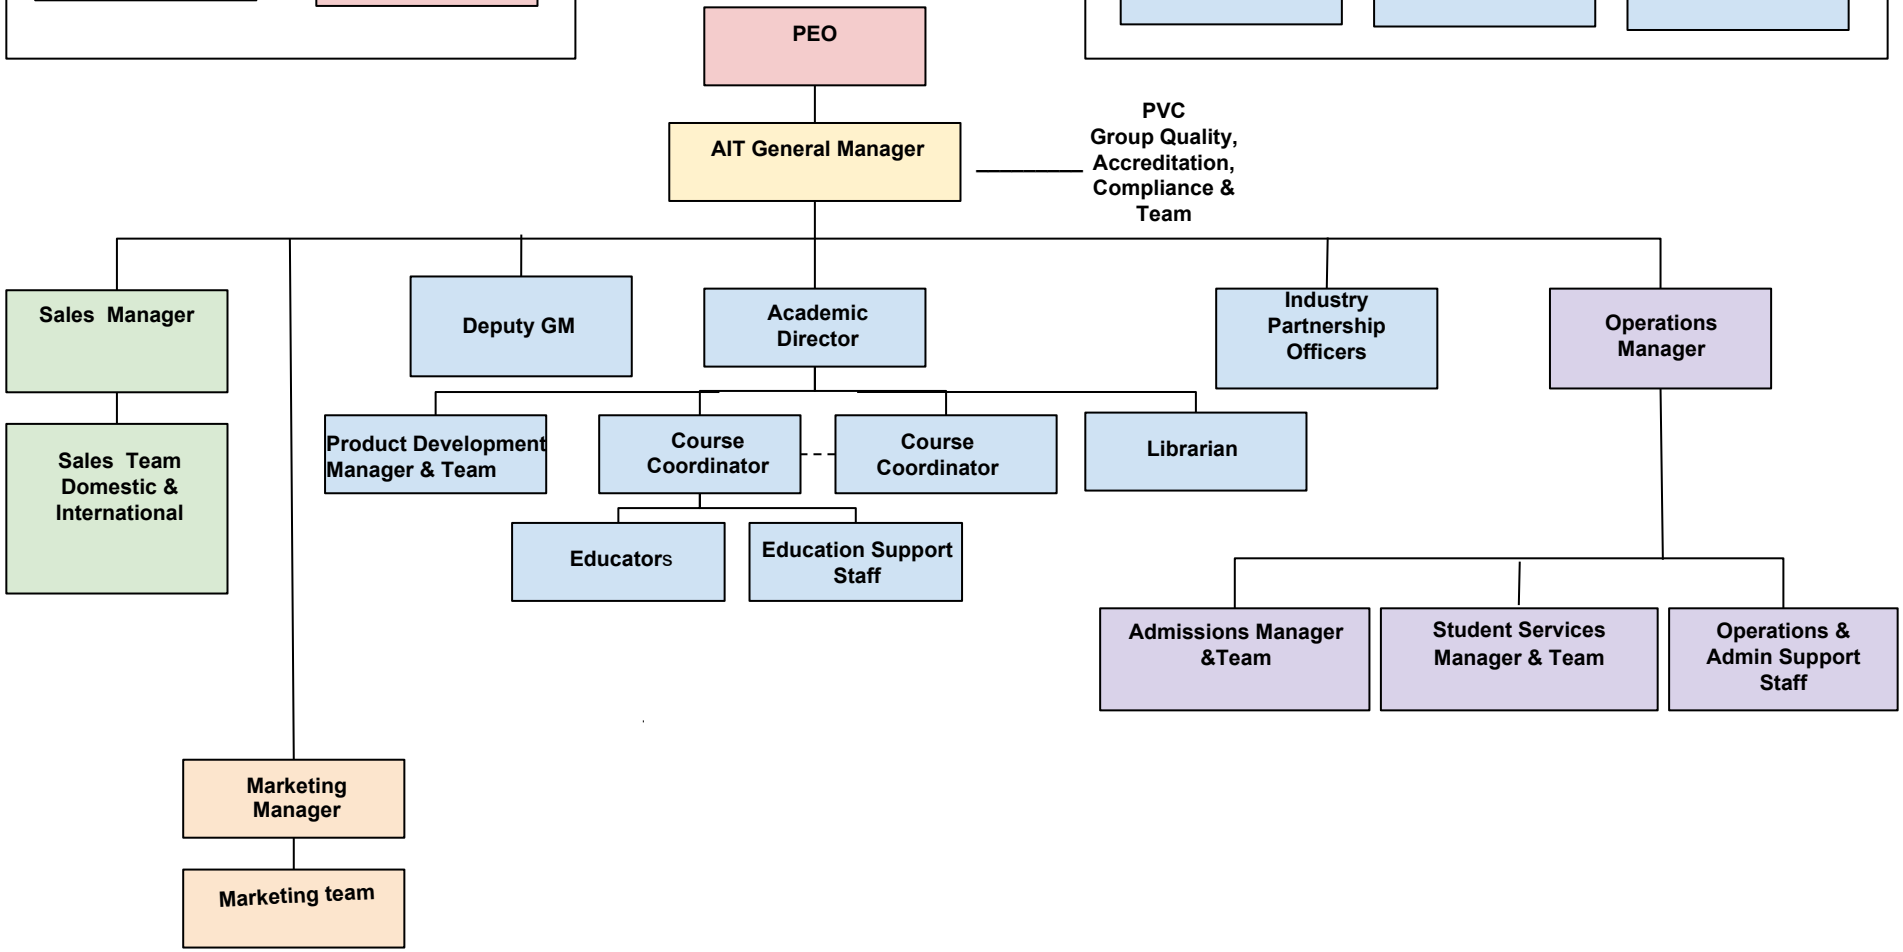 PEO
AIT General Manager
PVC
Group Quality,
Accreditation,
Compliance &
Team
Sales Manager
Deputy GM
Academic
Director
Industry
Partnership
Officers
Operations
Manager
Sales Team
Domestic &
International
Product Development
Manager & Team
Course
Coordinator
Course
Coordinator
Librarian
Educators
Education Support
Staff
Admissions Manager
&Team
Student Services
Manager & Team
Operations &
Admin Support
Staff
Marketing
Manager
Marketing team